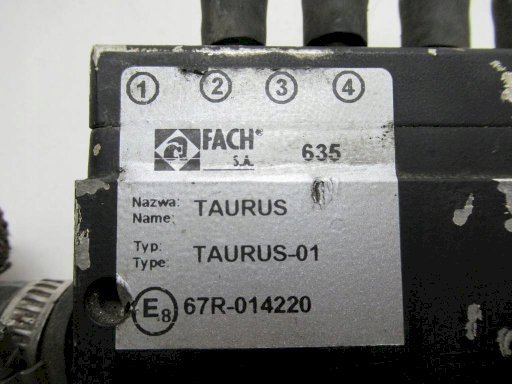 1 2 3 4
FACH® S.A. 635
Nazwa: Name: TAURUS
Typ: Type: TAURUS-01
E8 67R-014220